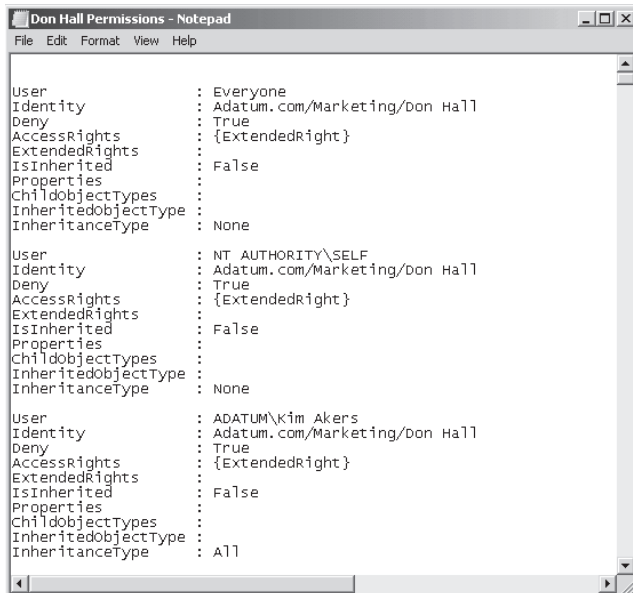 Don Hall Permissions - Notepad
File Edit Format View Help
User : Everyone
Identity : Adatum.com/Marketing/Don Hall
Deny : True
AccessRights : {ExtendedRight}
ExtendedRights :
IsInherited : False
Properties :
ChildObjectTypes :
InheritedObjectType :
InheritanceType : None
User : NT AUTHORITY\SELF
Identity : Adatum.com/Marketing/Don Hall
Deny : True
AccessRights : {ExtendedRight}
ExtendedRights :
IsInherited : False
Properties :
ChildObjectTypes :
InheritedObjectType :
InheritanceType : None
User : ADATUM\Kim Akers
Identity : Adatum.com/Marketing/Don Hall
Deny : True
AccessRights : {ExtendedRight}
ExtendedRights :
IsInherited : False
Properties :
ChildObjectTypes :
InheritedObjectType :
InheritanceType : All